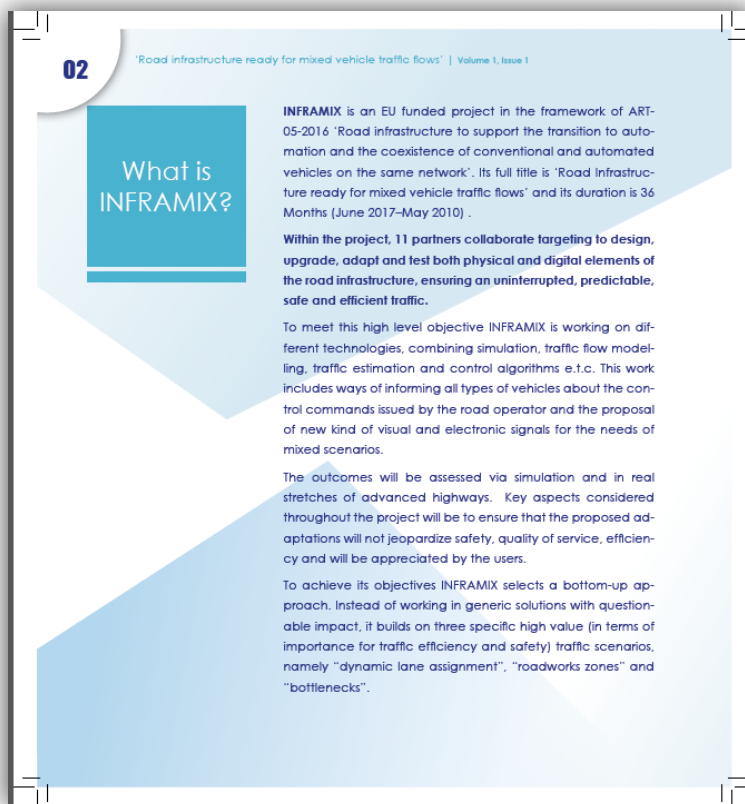 02
'Road infrastructure ready for mixed vehicle traffic flows' | Volume 1, Issue 1
What is
INFRAMIX?
INFRAMIX is an EU funded project in the framework of ART-
05-2016 'Road infrastructure to support the transition to auto-
mation and the coexistence of conventional and automated
vehicles on the same network'. Its full title is 'Road Infrastruc-
ture ready for mixed vehicle traffic flows' and its duration is 36
Months (June 2017–May 2010) .
Within the project, 11 partners collaborate targeting to design,
upgrade, adapt and test both physical and digital elements of
the road infrastructure, ensuring an uninterrupted, predictable,
safe and efficient traffic.
To meet this high level objective INFRAMIX is working on dif-
ferent technologies, combining simulation, traffic flow model-
ling, traffic estimation and control algorithms e.t.c. This work
includes ways of informing all types of vehicles about the con-
trol commands issued by the road operator and the proposal
of new kind of visual and electronic signals for the needs of
mixed scenarios.
The outcomes will be assessed via simulation and in real
stretches of advanced highways.  Key aspects considered
throughout the project will be to ensure that the proposed ad-
aptations will not jeopardize safety, quality of service, efficien-
cy and will be appreciated by the users.
To achieve its objectives INFRAMIX selects a bottom-up ap-
proach. Instead of working in generic solutions with question-
able impact, it builds on three specific high value (in terms of
importance for traffic efficiency and safety) traffic scenarios,
namely "dynamic lane assignment", "roadworks zones" and
"bottlenecks".